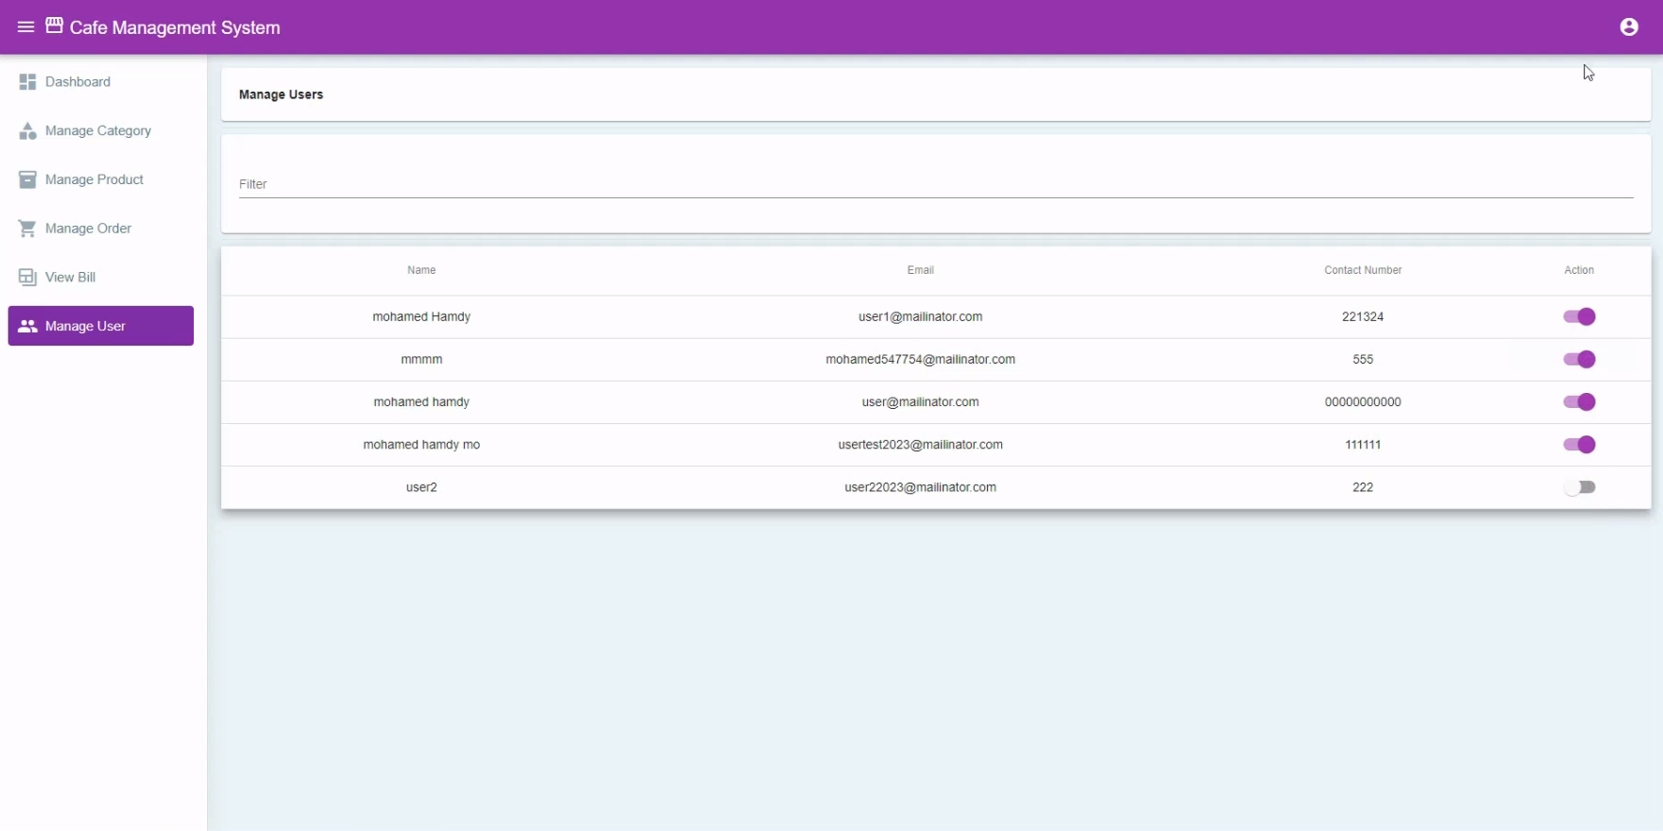 Cafe Management System
Dashboard
Manage Category
Manage Product
Manage Order
View Bill
Manage User
Manage Users
Filter
Name Email Contact Number Action
mohamed Hamdy user1@mailinator.com 221324
mmmm mohamed547754@mailinator.com 555
mohamed hamdy user@mailinator.com 00000000000
mohamed hamdy mo usertest2023@mailinator.com 111111
user2 user22023@mailinator.com 222